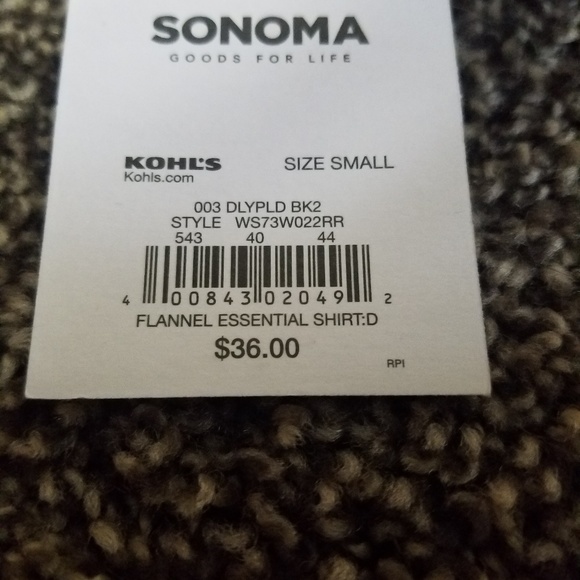 SONOMA
GOODS FOR LIFE
KOHL'S SIZE SMALL
Kohls.com
003 DLYPLD BK2
STYLE WS73W022RR
543 40 44
4 00843 02049 2
FLANNEL ESSENTIAL SHIRT:D
$36.00
RPI